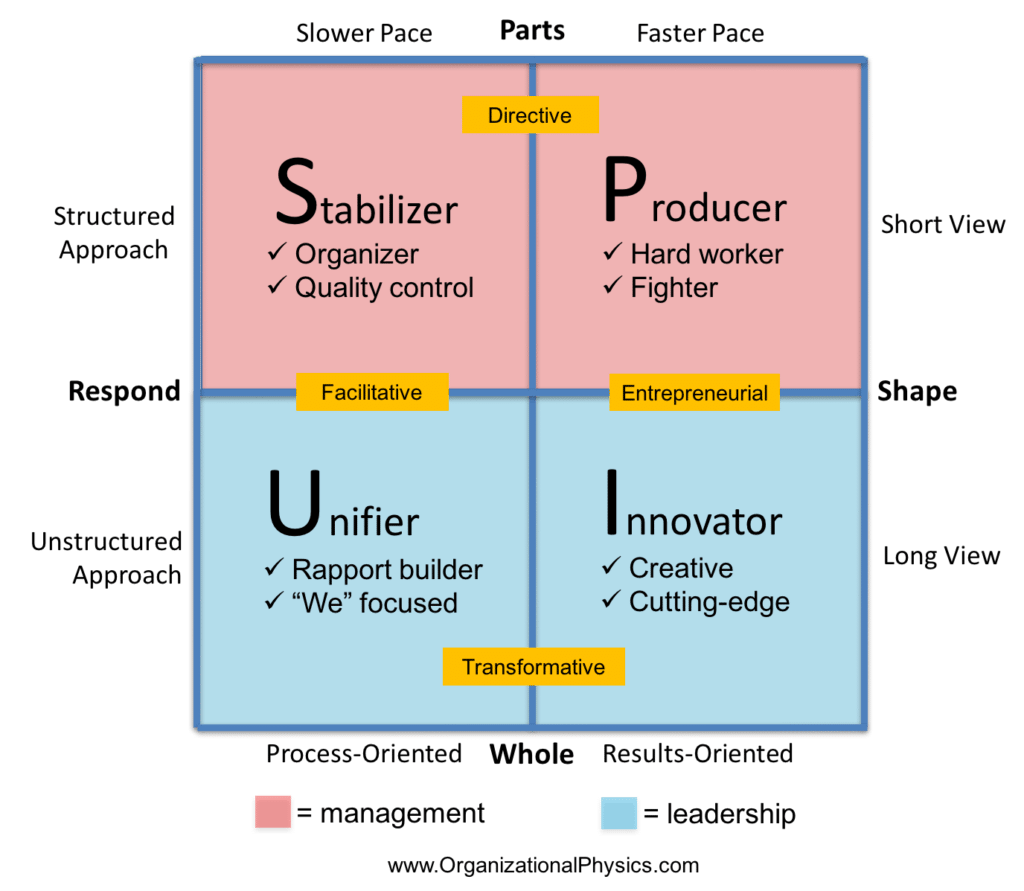 Slower Pace Parts Faster Pace
Directive
Stabilizer Producer
Structured
Approach
✓ Organizer
✓ Quality control
✓ Hard worker
✓ Fighter
Short View
Respond Facilitative Entrepreneurial Shape
Unifier Innovator
Unstructured
Approach
✓ Rapport builder
✓ “We” focused
✓ Creative
✓ Cutting-edge
Long View
Transformative
Process-Oriented Whole Results-Oriented
= management = leadership
www.OrganizationalPhysics.com